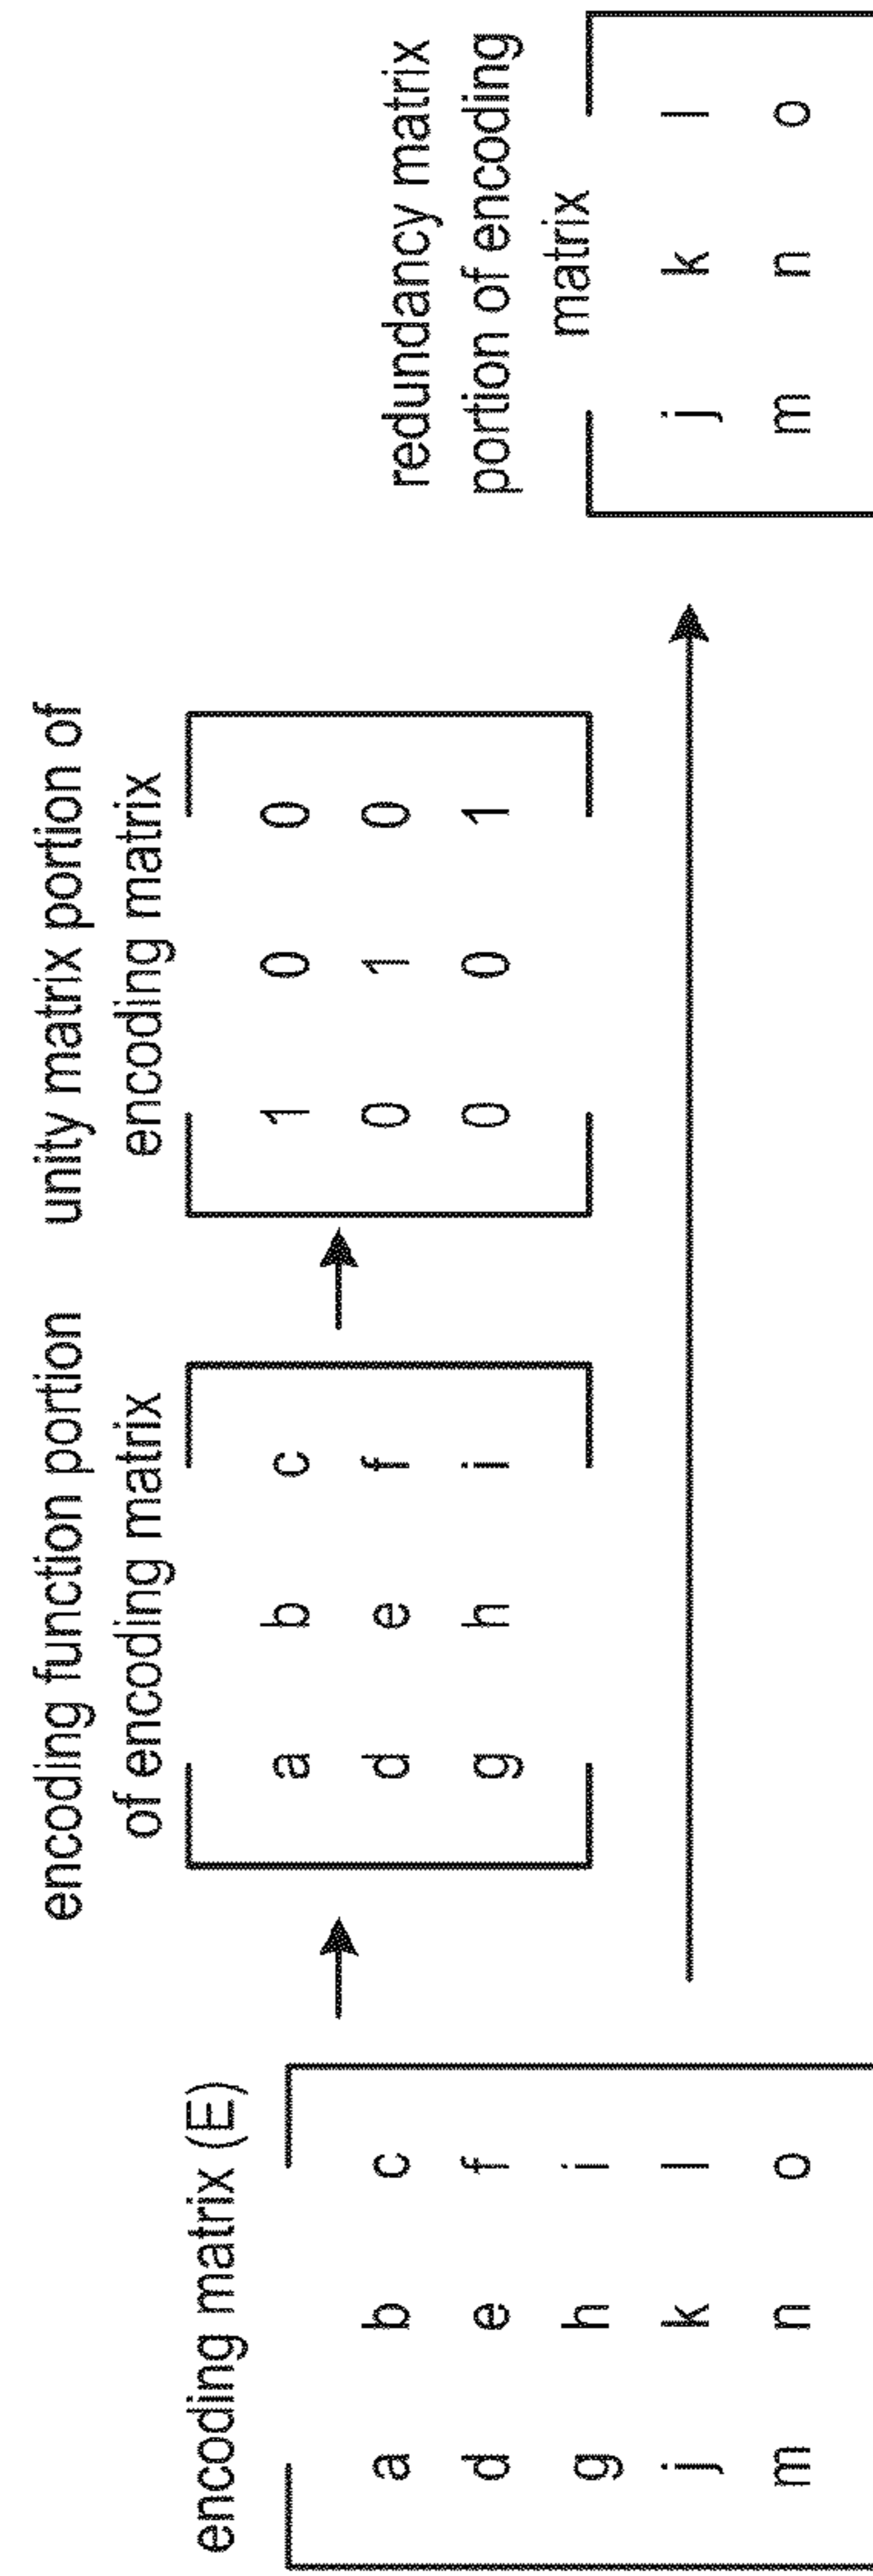 encoding matrix (E)
a b c
d e f
g h i
j k l
m n o
encoding function portion
of encoding matrix
a b c
d e f
g h i
unity matrix portion of
encoding matrix
1 0 0
0 1 0
0 0 1
redundancy matrix
portion of encoding
matrix
j k l
m n o